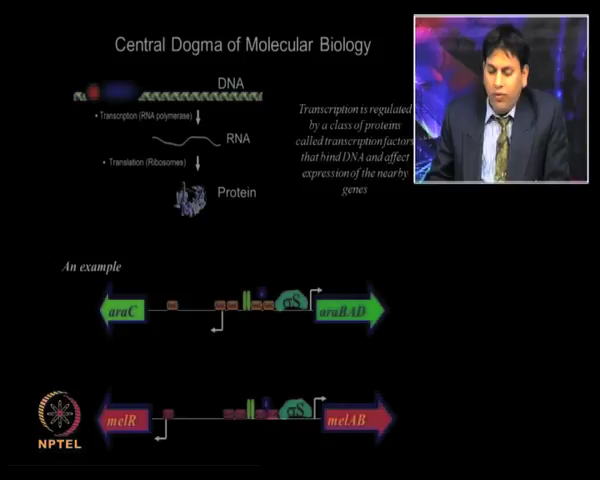 Central Dogma of Molecular Biology
DNA
• Transcription (RNA polymerase)
RNA
• Translation (Ribosomes)
Protein
Transcription is regulated
by a class of proteins
called transcription factors
that bind DNA and affect
expression of the nearby
genes
An example
araC
σS
araBAD
melR
σS
melAB
NPTEL